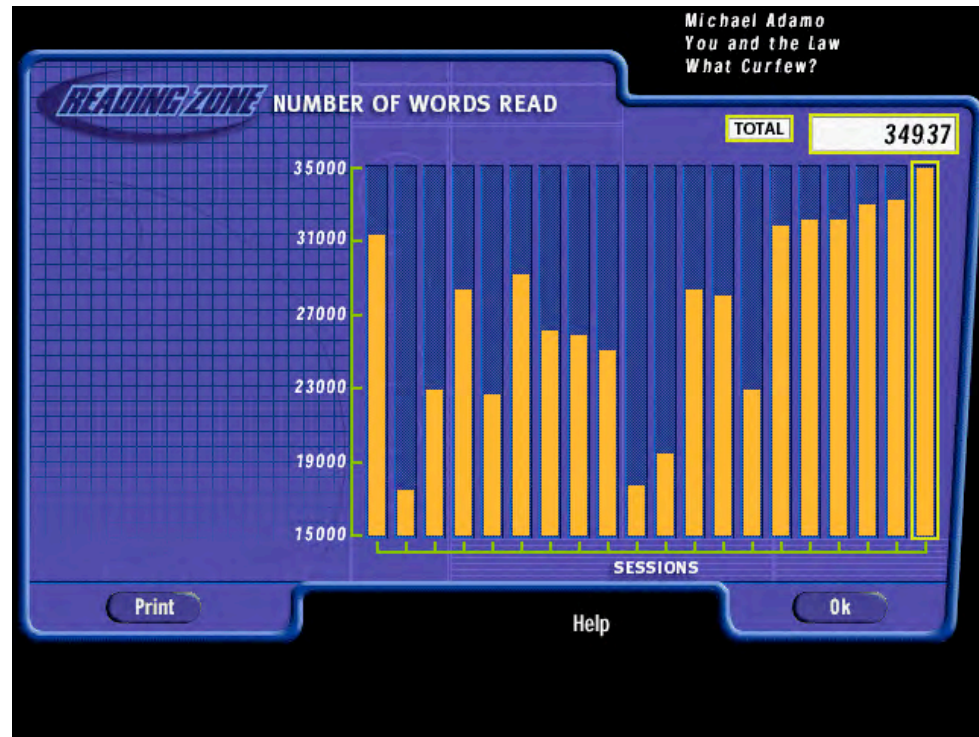 Michael Adamo
You and the Law
What Curfew?
READING ZONE NUMBER OF WORDS READ
TOTAL 34937
35000
31000
27000
23000
19000
15000
SESSIONS
Print Help Ok